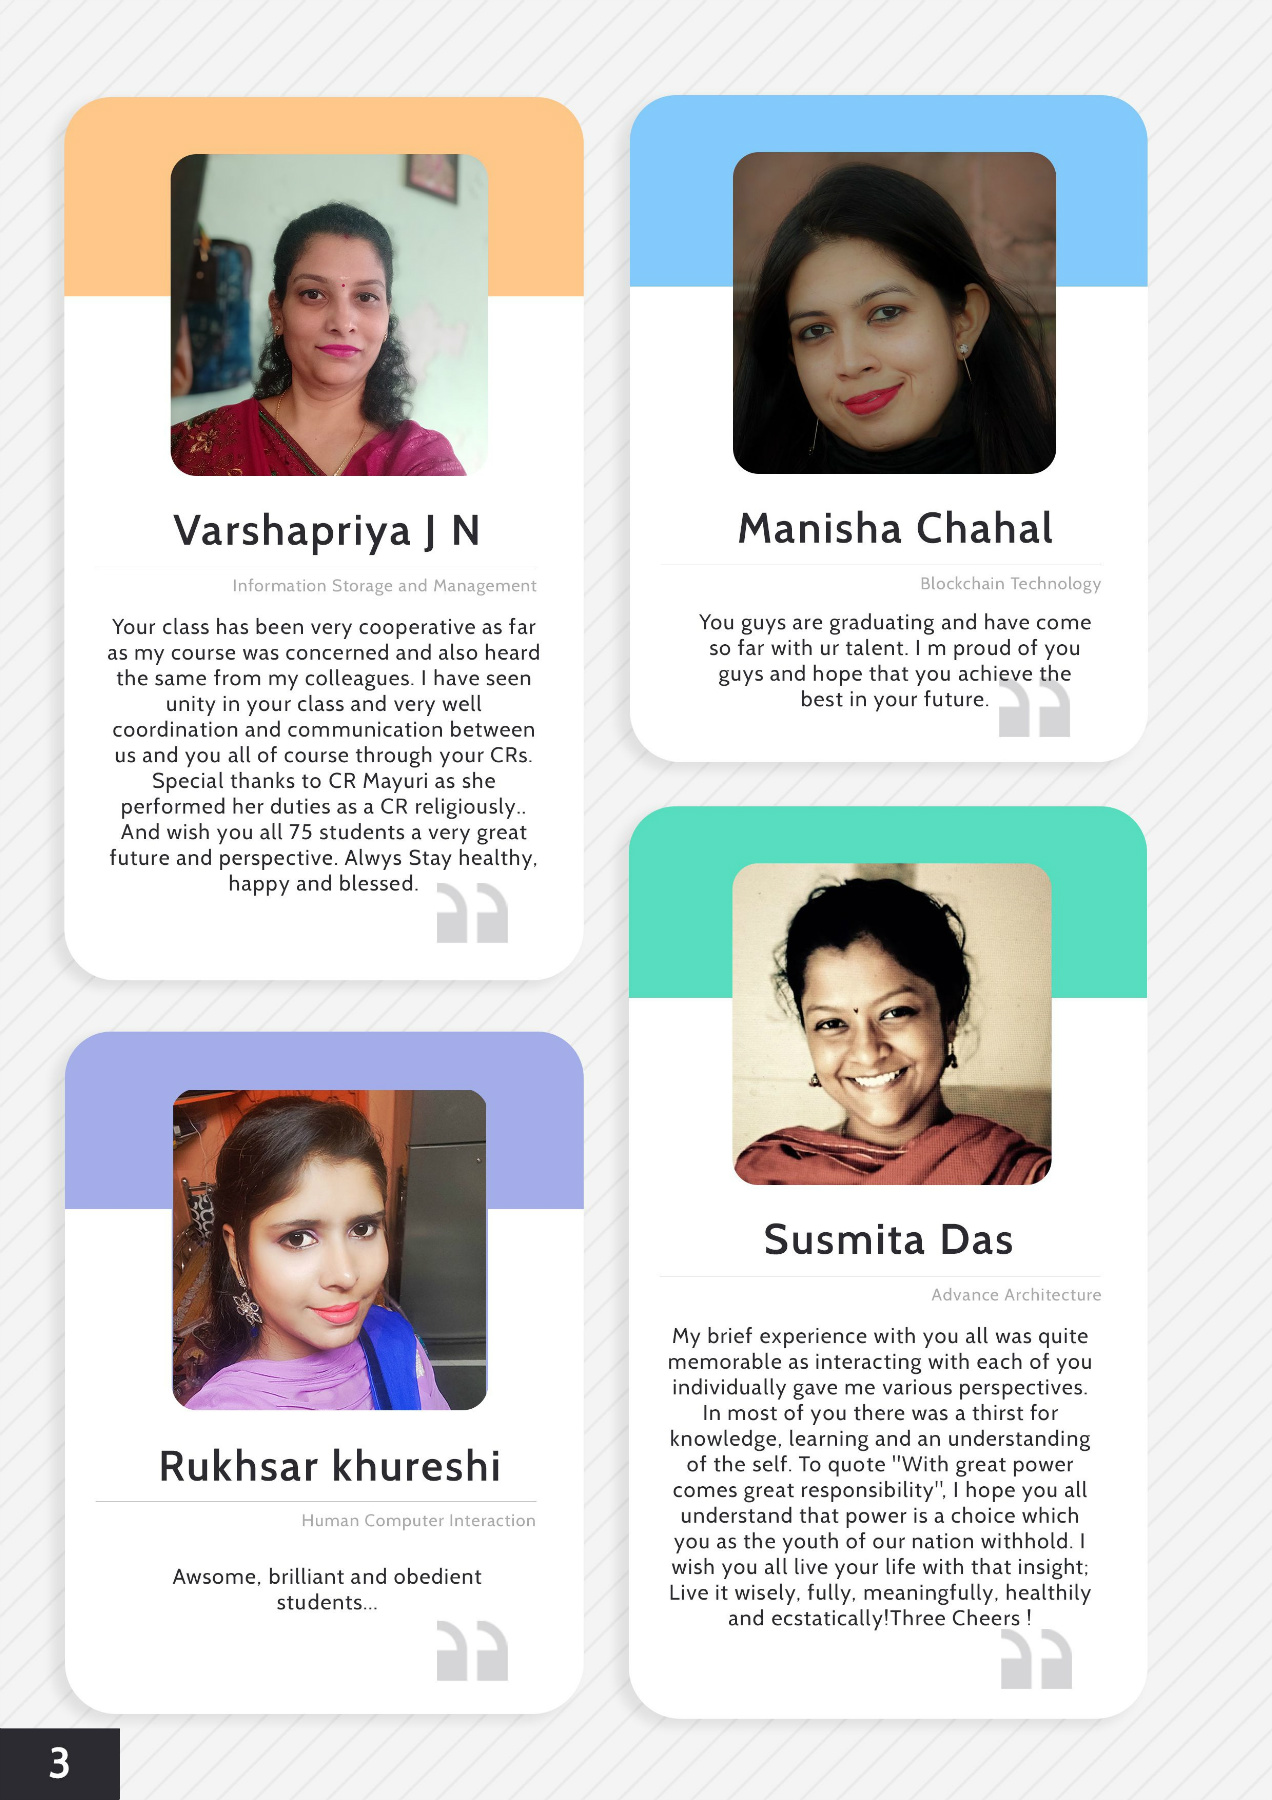 Varshapriya J N
Information Storage and Management
Your class has been very cooperative as far
as my course was concerned and also heard
the same from my colleagues. I have seen
unity in your class and very well
coordination and communication between
us and you all of course through your CRs.
Special thanks to CR Mayuri as she
performed her duties as a CR religiously..
And wish you all 75 students a very great
future and perspective. Alwys Stay healthy,
happy and blessed.
Manisha Chahal
Blockchain Technology
You guys are graduating and have come
so far with ur talent. I m proud of you
guys and hope that you achieve the
best in your future.
Rukhsar khureshi
Human Computer Interaction
Awsome, brilliant and obedient
students...
Susmita Das
Advance Architecture
My brief experience with you all was quite
memorable as interacting with each of you
individually gave me various perspectives.
In most of you there was a thirst for
knowledge, learning and an understanding
of the self. To quote "With great power
comes great responsibility", I hope you all
understand that power is a choice which
you as the youth of our nation withhold. I
wish you all live your life with that insight;
Live it wisely, fully, meaningfully, healthily
and ecstatically!Three Cheers !
3